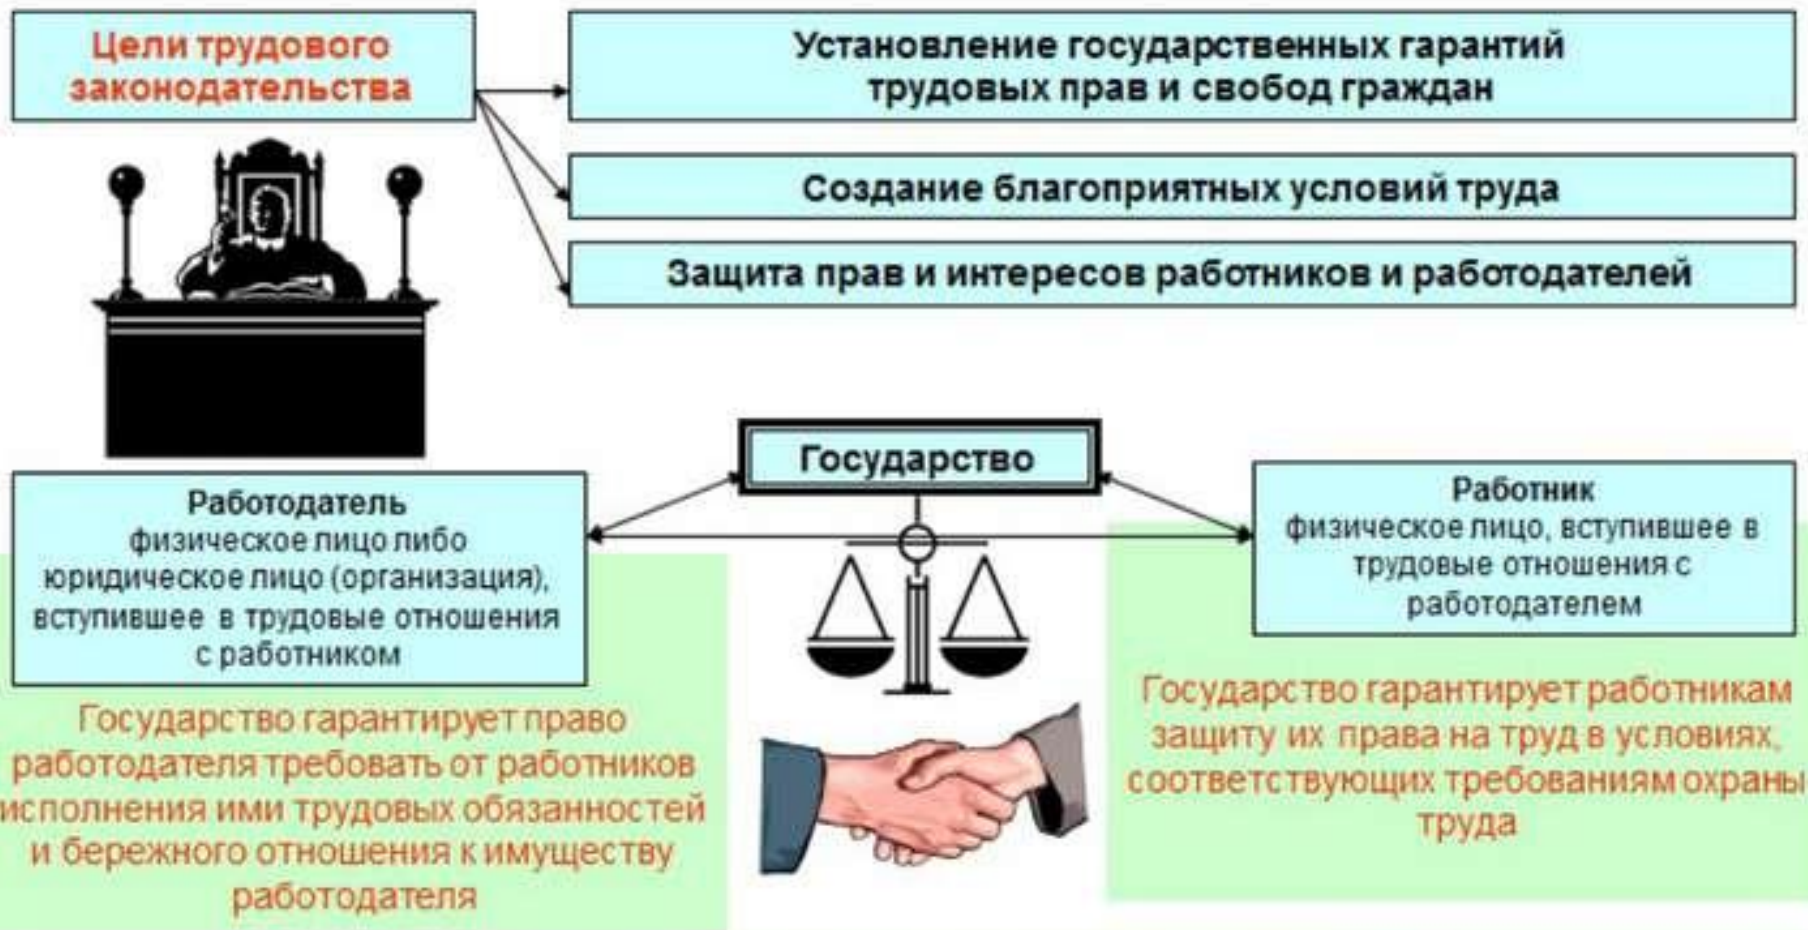 Цели трудового
законодательства
Установление государственных гарантий
трудовых прав и свобод граждан
Создание благоприятных условий труда
Защита прав и интересов работников и работодателей
Государство
Работодатель
физическое лицо либо
юридическое лицо (организация),
вступившее в трудовые отношения
с работником
Работник
физическое лицо, вступившее в
трудовые отношения с
работодателем
Государство гарантирует право
работодателя требовать от работников
исполнения ими трудовых обязанностей
и бережного отношения к имуществу
работодателя
Государство гарантирует работникам
защиту их права на труд в условиях,
соответствующих требованиям охраны
труда